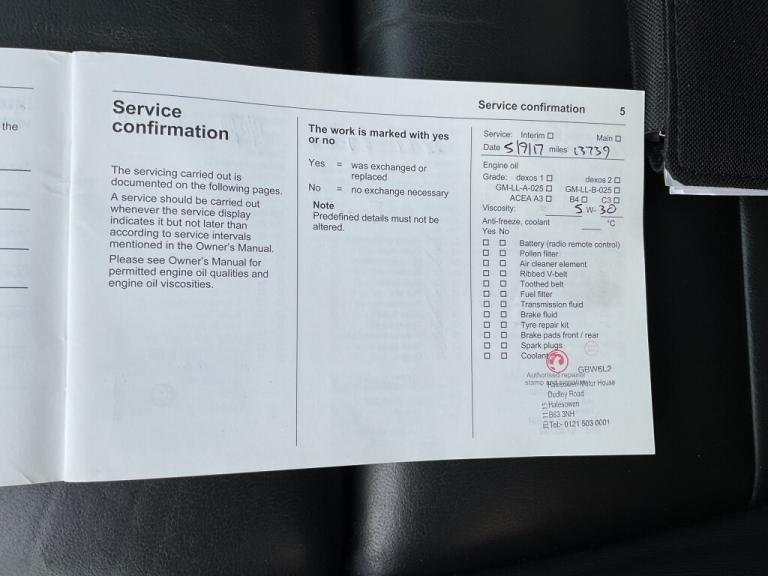 the
Service
confirmation
The servicing carried out is
documented on the following pages.
A service should be carried out
whenever the service display
indicates it but not later than
according to service intervals
mentioned in the Owner's Manual.
Please see Owner's Manual for
permitted engine oil qualities and
engine oil viscosities.
The work is marked with yes
or no
Yes = was exchanged or
replaced
No = no exchange necessary
Note
Predefined details must not be
altered.
Service confirmation 5
Service: Interim ☐ Main ☐
Date 5/9/17 miles 13739
Engine oil
Grade: dexos 1 ☐ dexos 2 ☐
GM-LL-A-025 ☐ GM-LL-B-025 ☐
ACEA A3 ☐ B4 ☐ C3 ☐
Viscosity: 5 W- 30
Anti-freeze, coolant °C
Yes No
☐ ☐ Battery (radio remote control)
☐ ☐ Pollen filter
☐ ☐ Air cleaner element
☐ ☐ Ribbed V-belt
☐ ☐ Toothed belt
☐ ☐ Fuel filter
☐ ☐ Transmission fluid
☐ ☐ Brake fluid
☐ ☐ Tyre repair kit
☐ ☐ Brake pads front / rear
☐ ☐ Spark plugs
☐ ☐ Coolant
GBW6L2
Authorised repairer
stamp and signature
Halesowen Motor House
Dudley Road
Halesowen
B63 3NH
Tel:- 0121 503 0001